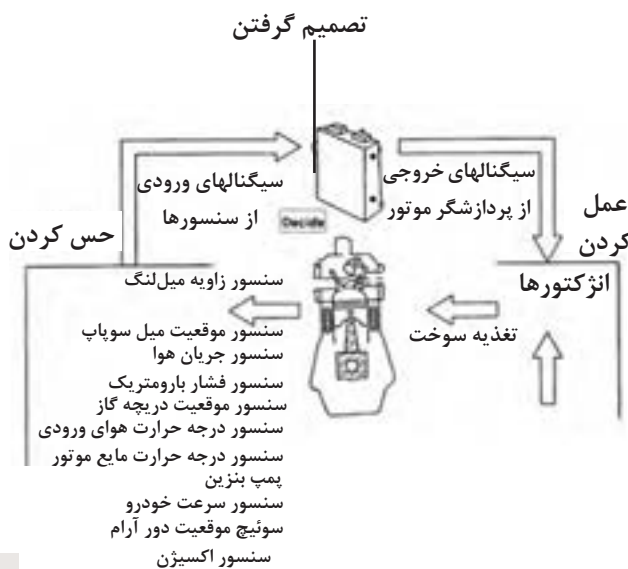 تصمیم گرفتن
سیگنالهای ورودی
از سنسورها
سیگنالهای خروجی
از پردازشگر موتور
Decide
حس کردن
عمل
کردن
انژکتورها
تغذیه سوخت
سنسور زاویه میل‌لنگ
سنسور موقعیت میل سوپاپ
سنسور جریان هوا
سنسور فشار بارومتریک
سنسور موقعیت دریچه گاز
سنسور درجه حرارت هوای ورودی
سنسور درجه حرارت مایع موتور
پمپ بنزین
سنسور سرعت خودرو
سوئیچ موقعیت دور آرام
سنسور اکسیژن